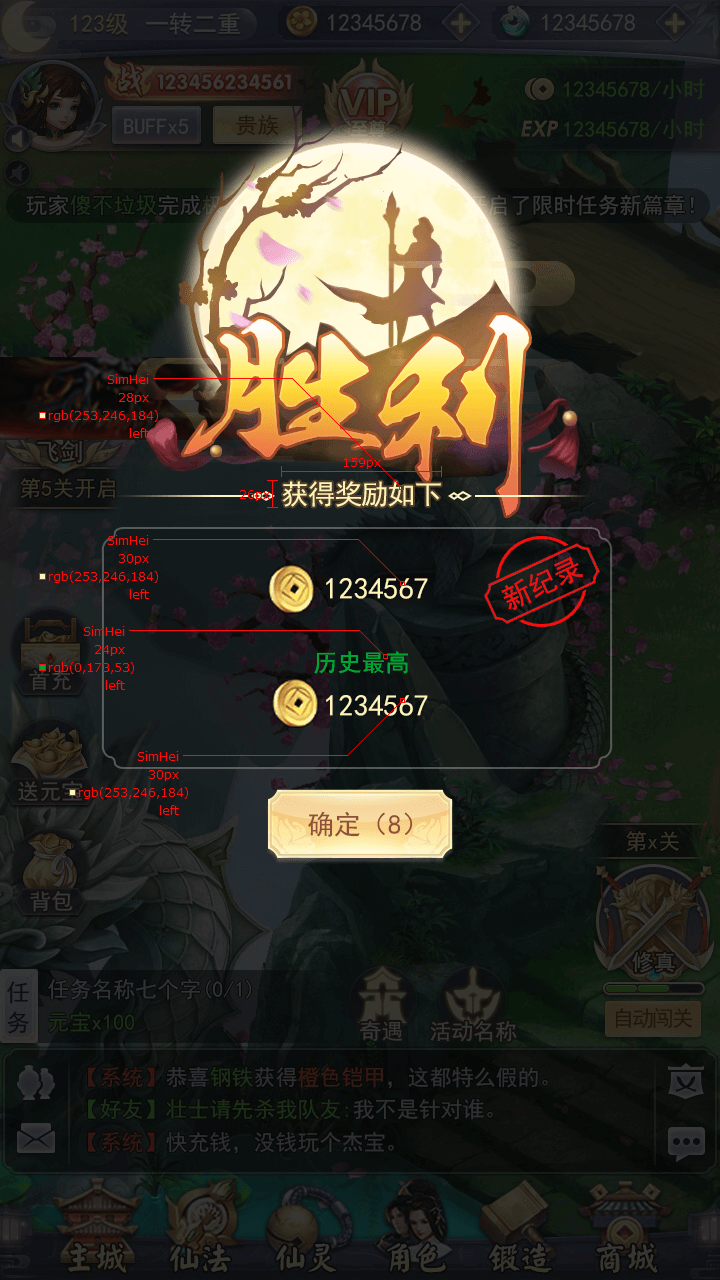 123级 一转二重 12345678 12345678
战 123456234561 VIP 12345678/小时
BUFFx5 贵族 至尊 EXP 12345678/小时
玩家傻不垃圾完成 开启了限时任务新篇章!
胜利
SimHei
28px
rgb(253,246,184)
left
飞剑
159px
第5关开启
26px
获得奖励如下
SimHei
30px
rgb(253,246,184)
left
1234567
新纪录
SimHei
24px
rgb(0,173,53)
left
首充
历史最高
1234567
SimHei
30px
rgb(253,246,184)
left
送元宝
确定（8）
第x关
背包
修真
任务
任务名称七个字(0/1)
元宝x100
奇遇 活动名称
自动闯关
【系统】恭喜钢铁获得橙色铠甲，这都特么假的。
【好友】壮士请先杀我队友:我不是针对谁。
【系统】快充钱，没钱玩个杰宝。
主城 仙法 仙灵 角色 锻造 商城